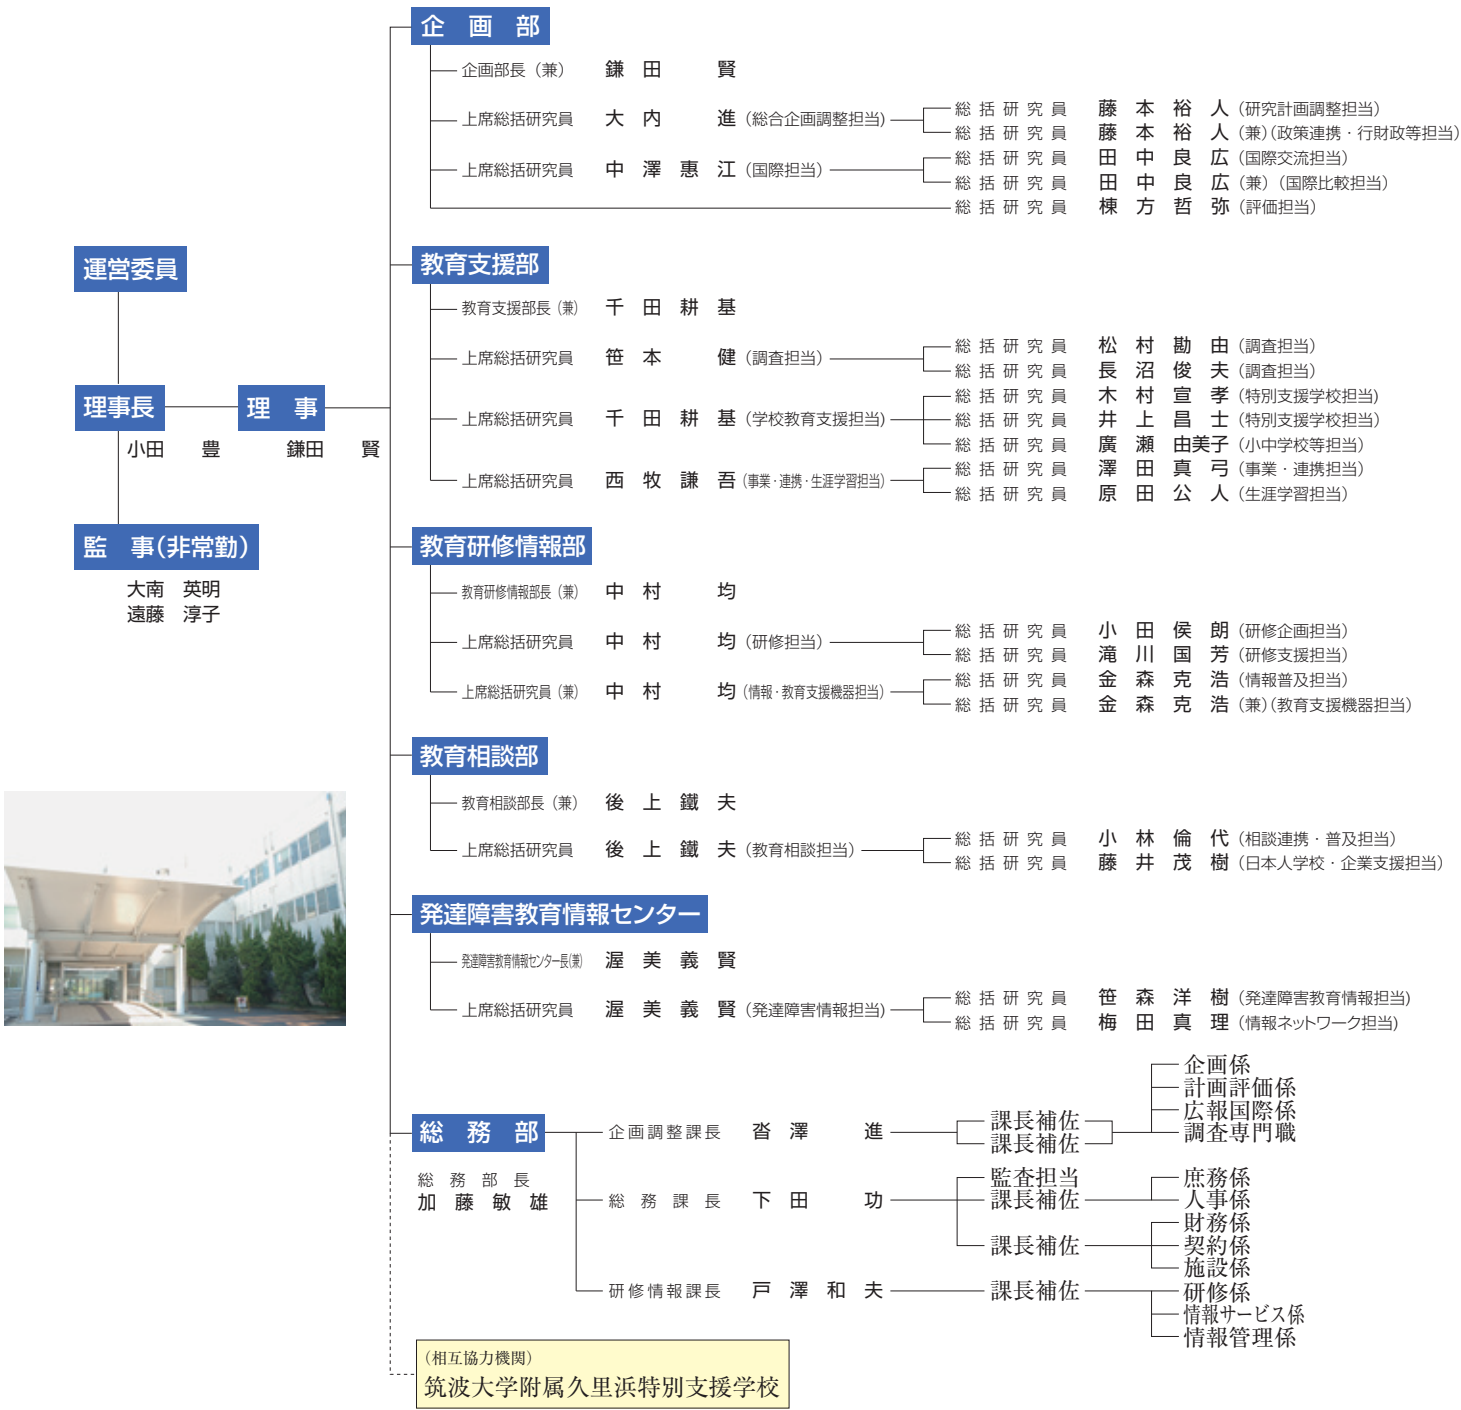 企画部
企画部長（兼） 鎌田 賢
上席総括研究員 大内 進（総合企画調整担当）
総括研究員 藤本裕人（研究計画調整担当）
総括研究員 藤本裕人（兼）（政策連携・行財政等担当）
上席総括研究員 中澤惠江（国際担当）
総括研究員 田中良広（国際交流担当）
総括研究員 田中良広（兼）（国際比較担当）
総括研究員 棟方哲弥（評価担当）
運営委員
理事長
小田 豊
理事
鎌田 賢
監 事（非常勤）
大南 英明
遠藤 淳子
教育支援部
教育支援部長（兼） 千田耕基
上席総括研究員 笹本 健（調査担当）
総括研究員 松村勘由（調査担当）
総括研究員 長沼俊夫（調査担当）
上席総括研究員 千田耕基（学校教育支援担当）
総括研究員 木村宣孝（特別支援学校担当）
総括研究員 井上昌士（特別支援学校担当）
総括研究員 廣瀬由美子（小中学校等担当）
上席総括研究員 西牧謙吾（事業・連携・生涯学習担当）
総括研究員 澤田真弓（事業・連携担当）
総括研究員 原田公人（生涯学習担当）
教育研修情報部
教育研修情報部長（兼） 中村 均
上席総括研究員 中村 均（研修担当）
総括研究員 小田侯朗（研修企画担当）
総括研究員 滝川国芳（研修支援担当）
上席総括研究員（兼） 中村 均（情報・教育支援機器担当）
総括研究員 金森克浩（情報普及担当）
総括研究員 金森克浩（兼）（教育支援機器担当）
教育相談部
教育相談部長（兼） 後上鐵夫
上席総括研究員 後上鐵夫（教育相談担当）
総括研究員 小林倫代（相談連携・普及担当）
総括研究員 藤井茂樹（日本人学校・企業支援担当）
発達障害教育情報センター
発達障害教育情報センター長（兼） 渥美義賢
上席総括研究員 渥美義賢（発達障害情報担当）
総括研究員 笹森洋樹（発達障害教育情報担当）
総括研究員 梅田真理（情報ネットワーク担当）
総務部
総務部長
加藤敏雄
企画調整課長 沓澤 進
課長補佐
課長補佐
企画係
計画評価係
広報国際係
調査専門職
総務課長 下田 功
監査担当
課長補佐
庶務係
人事係
課長補佐
財務係
契約係
施設係
研修情報課長 戸澤和夫
課長補佐
研修係
情報サービス係
情報管理係
（相互協力機関）
筑波大学附属久里浜特別支援学校